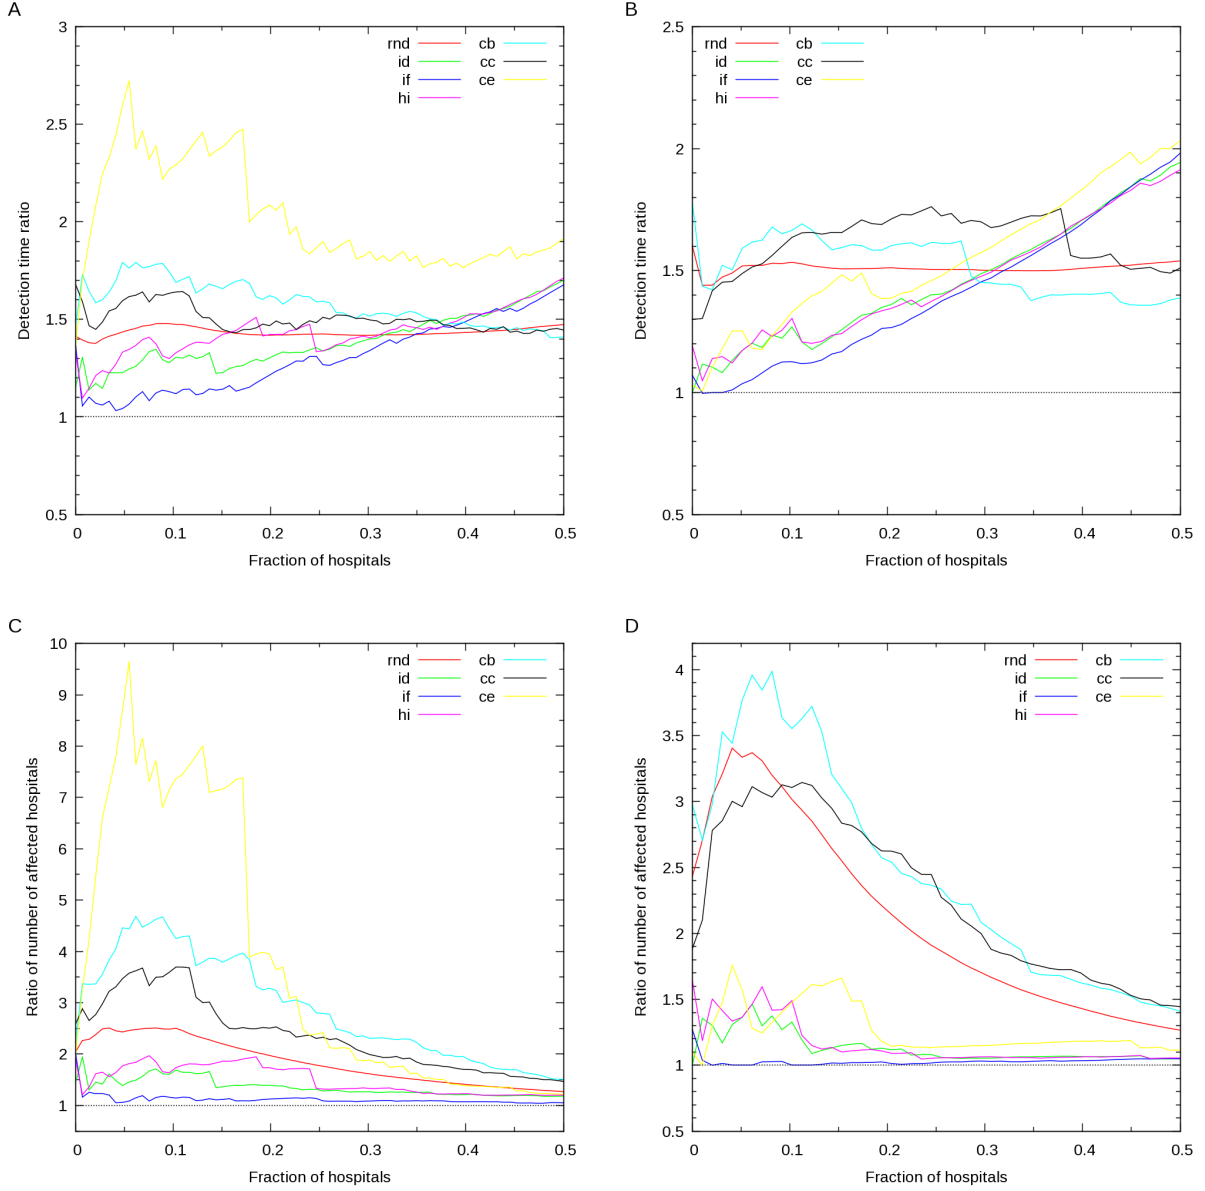 A
Detection time ratio
3
2.5
2
1.5
1
0.5
rnd
id
if
hi
cb
cc
ce
0 0.1 0.2 0.3 0.4 0.5
Fraction of hospitals
B
Detection time ratio
2.5
2
1.5
1
0.5
rnd
id
if
hi
cb
cc
ce
0 0.1 0.2 0.3 0.4 0.5
Fraction of hospitals
C
Ratio of number of affected hospitals
10
9
8
7
6
5
4
3
2
1
rnd
id
if
hi
cb
cc
ce
0 0.1 0.2 0.3 0.4 0.5
Fraction of hospitals
D
Ratio of number of affected hospitals
4
3.5
3
2.5
2
1.5
1
0.5
rnd
id
if
hi
cb
cc
ce
0 0.1 0.2 0.3 0.4 0.5
Fraction of hospitals